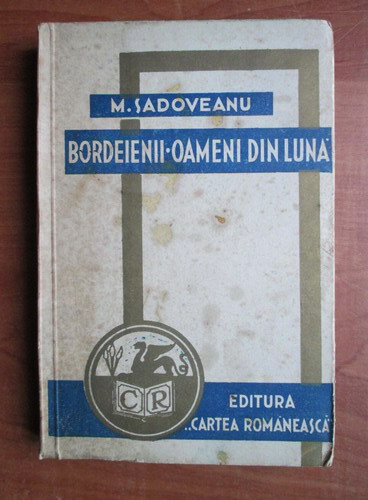 M. SADOVEANU
BORDEIENII-OAMENI DIN LUNĂ
CR
EDITURA
„CARTEA ROMÂNEASCĂ